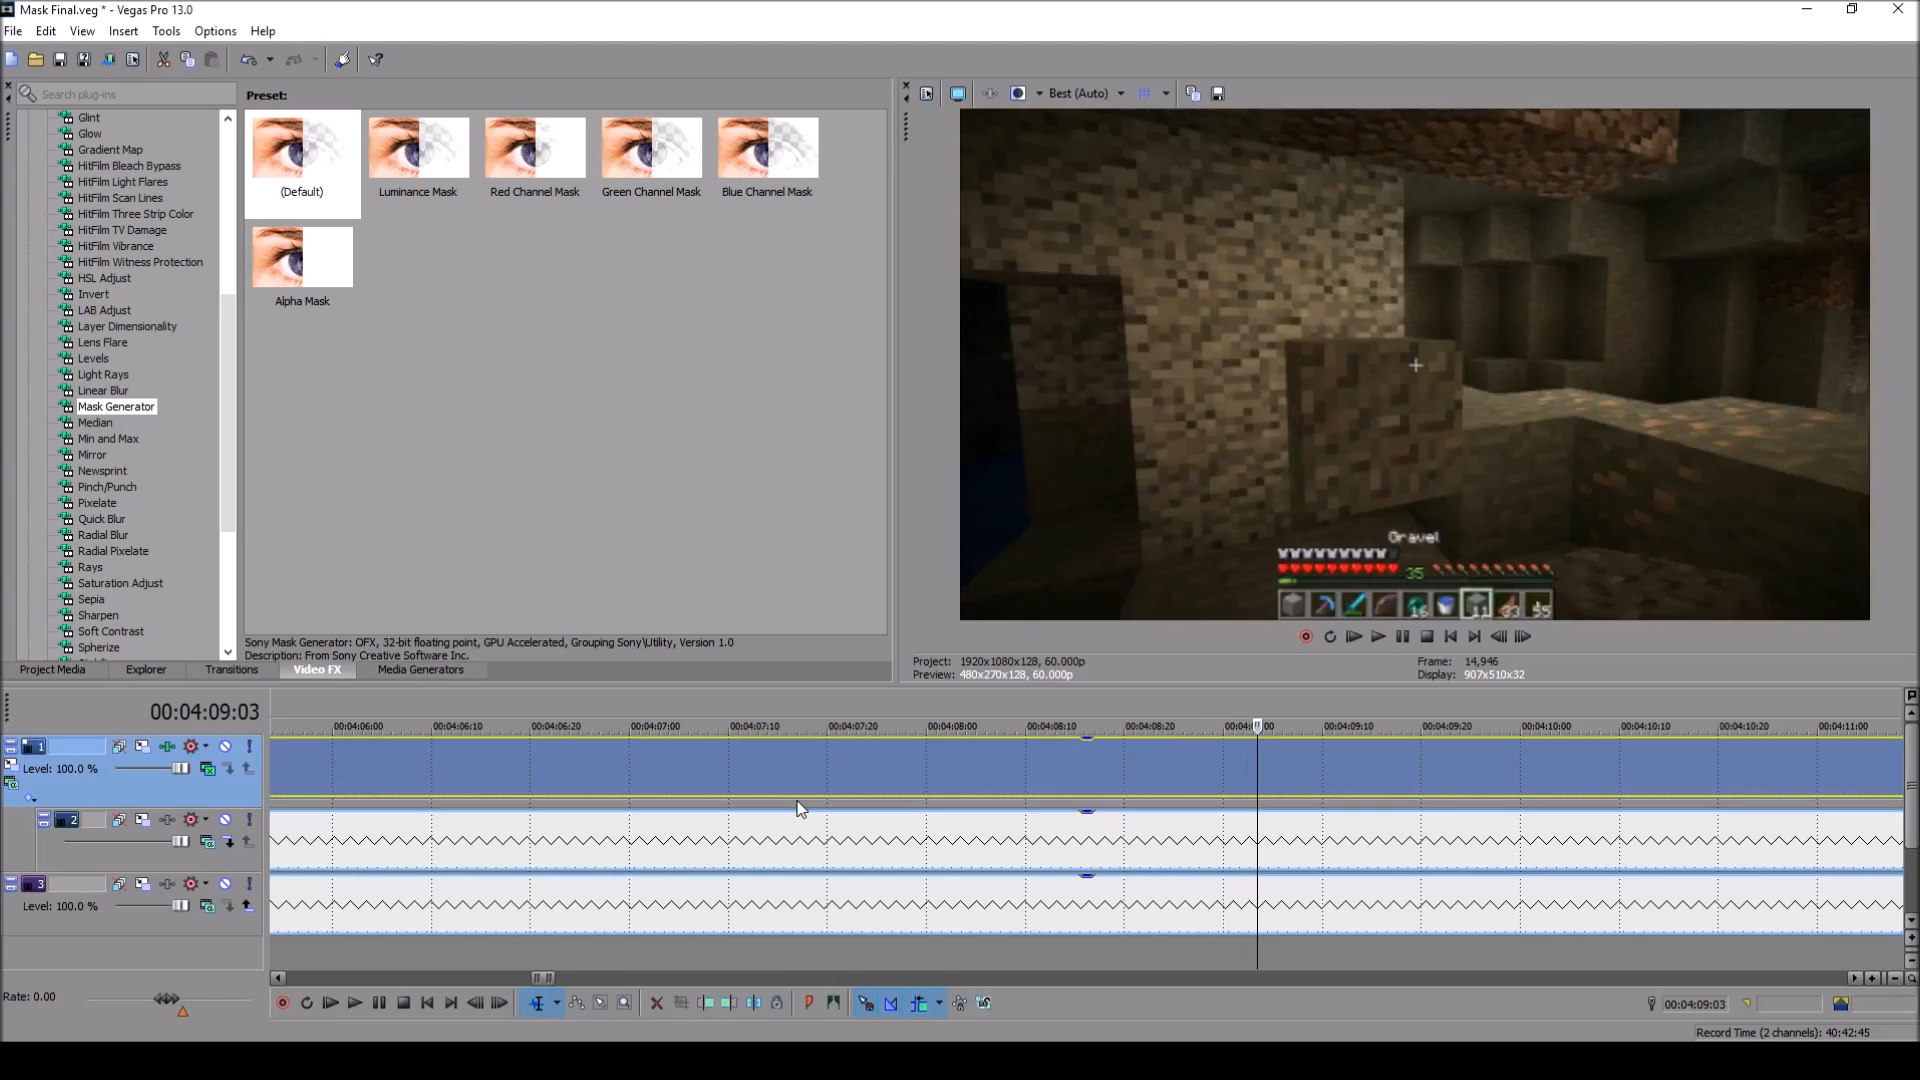 Mask Final.veg * - Vegas Pro 13.0
File Edit View Insert Tools Options Help
Search plug-ins
Glint
Glow
Gradient Map
HitFilm Bleach Bypass
HitFilm Light Flares
HitFilm Scan Lines
HitFilm Three Strip Color
HitFilm TV Damage
HitFilm Vibrance
HitFilm Witness Protection
HSL Adjust
Invert
LAB Adjust
Layer Dimensionality
Lens Flare
Levels
Light Rays
Linear Blur
Mask Generator
Median
Min and Max
Mirror
Newsprint
Pinch/Punch
Pixelate
Quick Blur
Radial Blur
Radial Pixelate
Rays
Saturation Adjust
Sepia
Sharpen
Soft Contrast
Spherize
Preset:
(Default) Luminance Mask Red Channel Mask Green Channel Mask Blue Channel Mask
Alpha Mask
Sony Mask Generator: OFX, 32-bit floating point, GPU Accelerated, Grouping Sony\Utility, Version 1.0
Description: From Sony Creative Software Inc.
Project Media Explorer Transitions Video FX Media Generators
Best (Auto)
Gravel
35
16 11 33 55
Project: 1920x1080x128, 60.000p
Preview: 480x270x128, 60.000p
Frame: 14,946
Display: 907x510x32
00:04:09:03
00:04:06:00 00:04:06:10 00:04:06:20 00:04:07:00 00:04:07:10 00:04:07:20 00:04:08:00 00:04:08:10 00:04:08:20 00:04:09:10 00:04:09:20 00:04:10:00 00:04:10:10 00:04:10:20 00:04:11:00
1
Level: 100.0 %
2
3
Level: 100.0 %
Rate: 0.00
00:04:09:03
Record Time (2 channels): 40:42:45